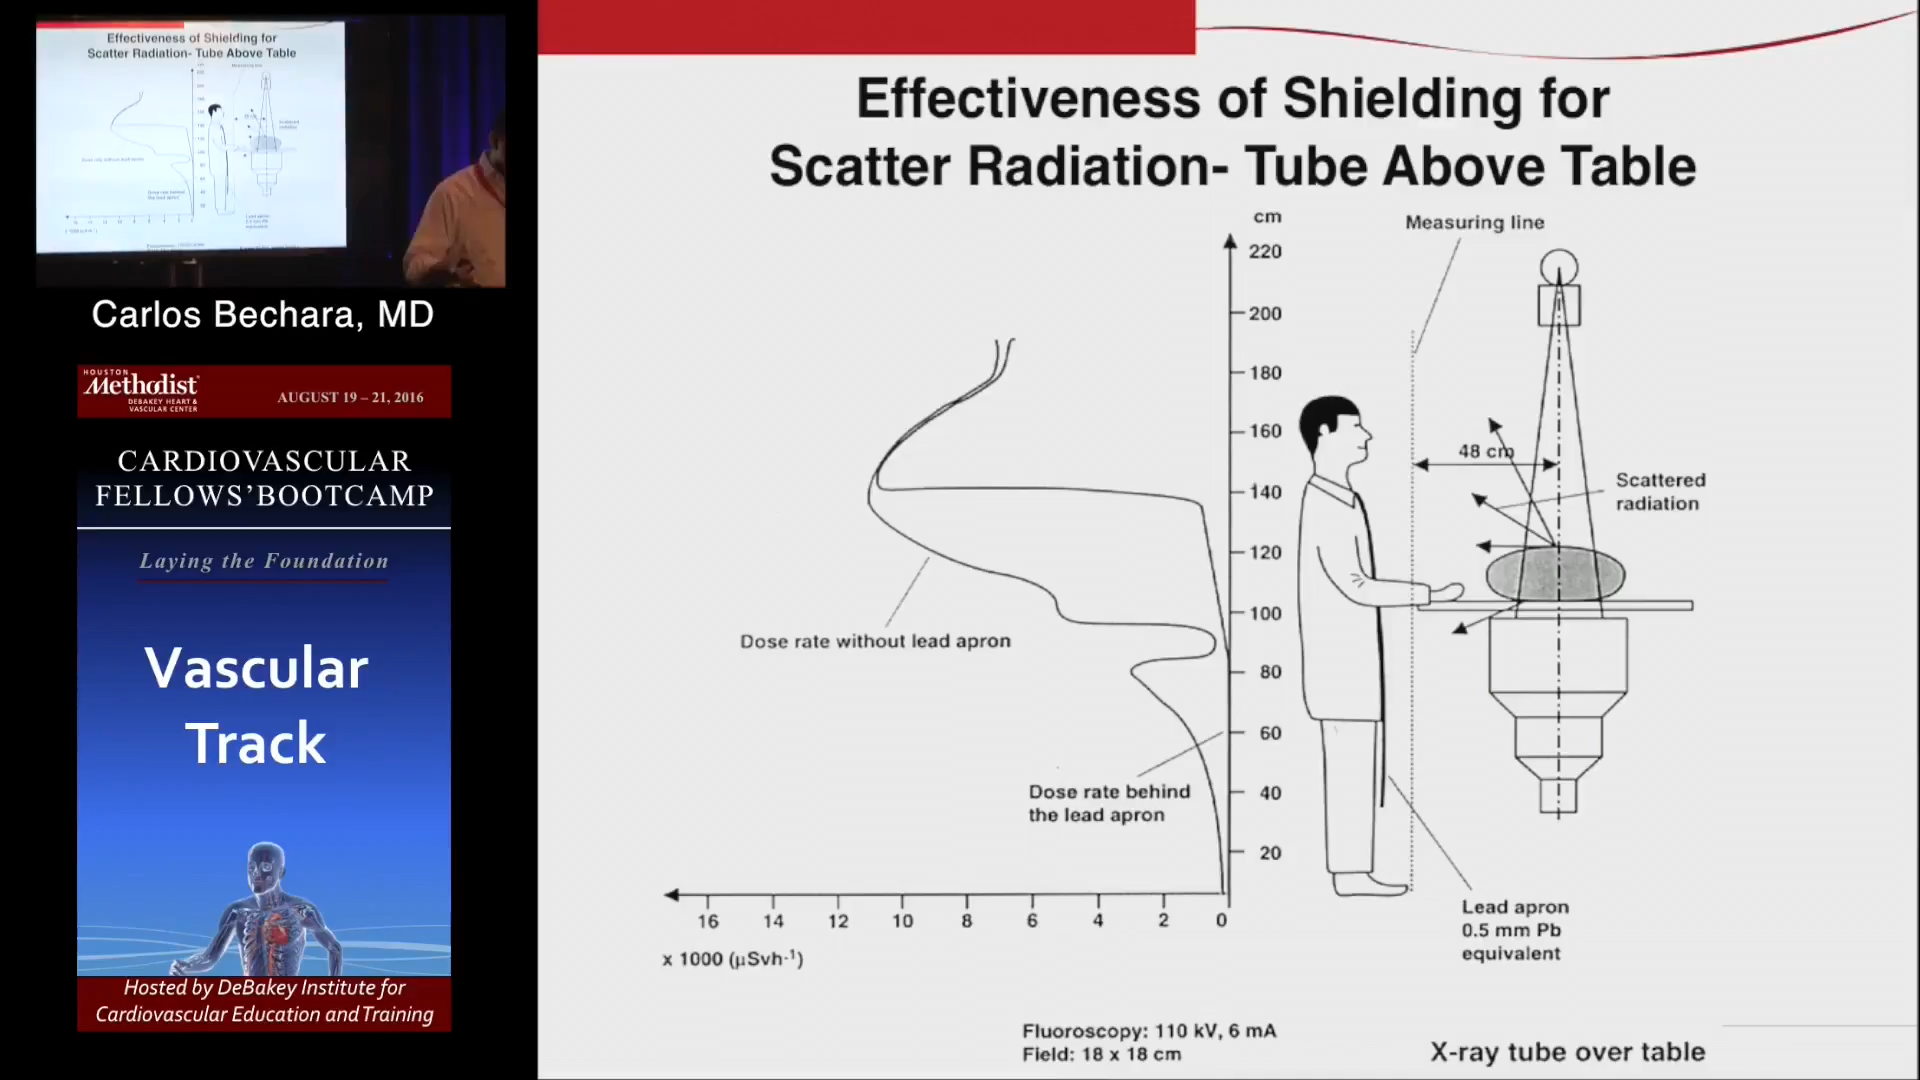 Effectiveness of Shielding for
Scatter Radiation- Tube Above Table
Carlos Bechara, MD
HOUSTON
Methodist
DEBAKEY HEART &
VASCULAR CENTER
AUGUST 19 – 21, 2016
CARDIOVASCULAR
FELLOWS' BOOTCAMP
Laying the Foundation
Vascular
Track
Hosted by DeBakey Institute for
Cardiovascular Education and Training
Effectiveness of Shielding for
Scatter Radiation- Tube Above Table
cm
Measuring line
220
200
180
160
48 cm
Scattered
radiation
140
120
100
Dose rate without lead apron
80
60
Dose rate behind
the lead apron
40
20
16 14 12 10 8 6 4 2 0
x 1000 (µSvh-¹)
Lead apron
0.5 mm Pb
equivalent
Fluoroscopy: 110 kV, 6 mA
Field: 18 x 18 cm
X-ray tube over table